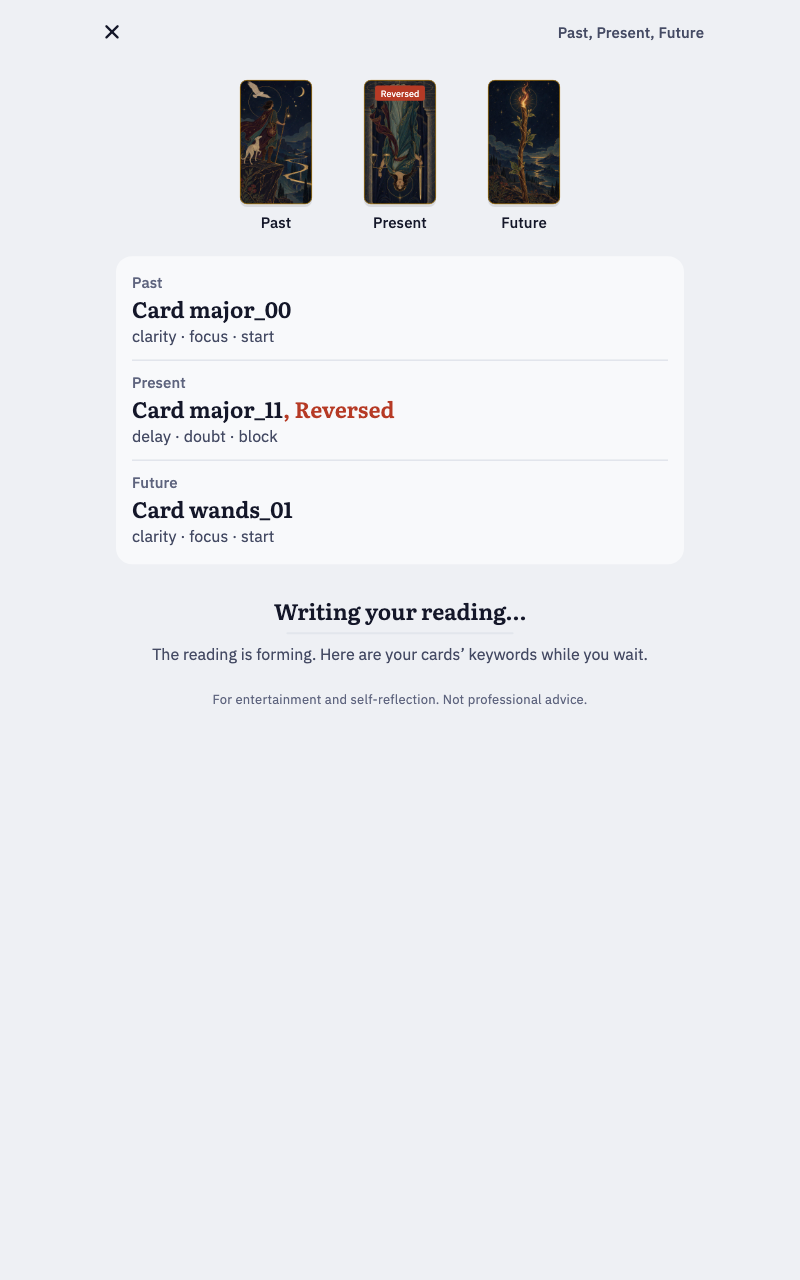 Past, Present, Future
Reversed
Past
Present
Future
Past
Card major_00
clarity · focus · start
Present
Card major_11, Reversed
delay · doubt · block
Future
Card wands_01
clarity · focus · start
Writing your reading…
The reading is forming. Here are your cards’ keywords while you wait.
For entertainment and self-reflection. Not professional advice.